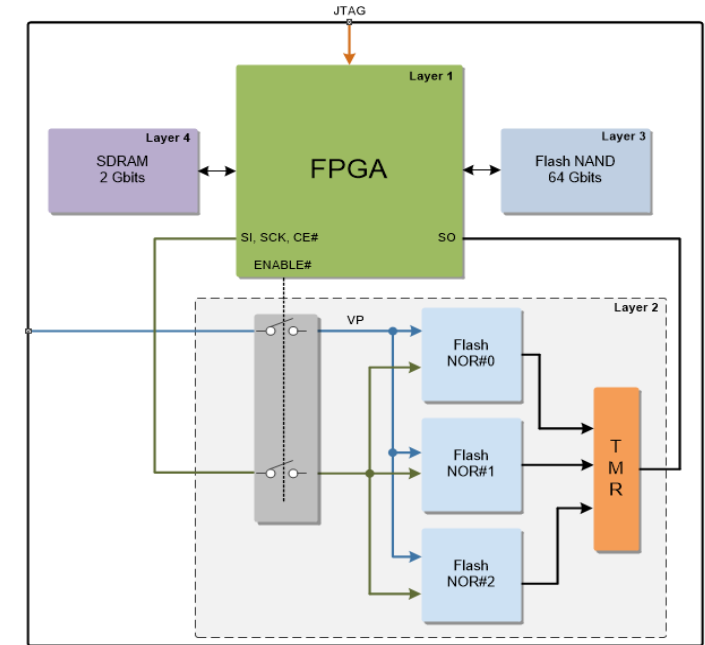 JTAG
Layer 1
Layer 4
SDRAM
2 Gbits
FPGA
Layer 3
Flash NAND
64 Gbits
SI, SCK, CE#
SO
ENABLE#
Layer 2
VP
Flash
NOR#0
Flash
NOR#1
T
M
R
Flash
NOR#2